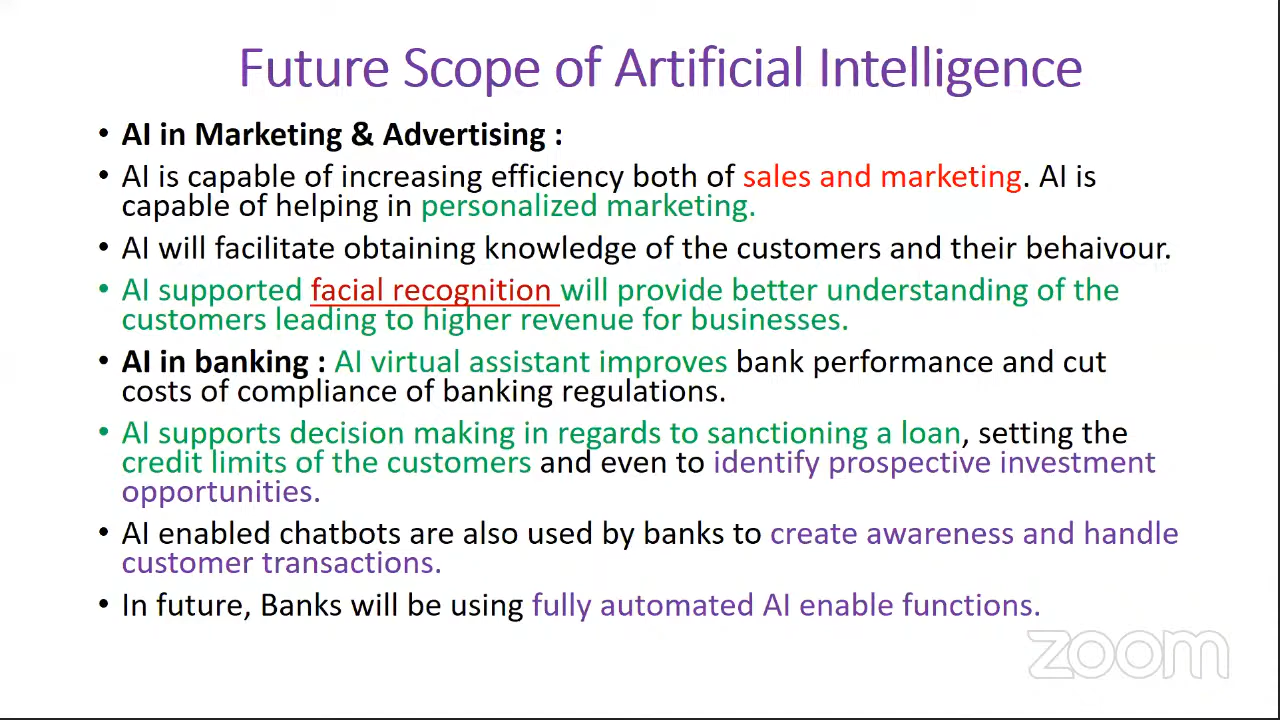 Future Scope of Artificial Intelligence
• AI in Marketing & Advertising :
• AI is capable of increasing efficiency both of sales and marketing. AI is
capable of helping in personalized marketing.
• AI will facilitate obtaining knowledge of the customers and their behaivour.
• AI supported facial recognition will provide better understanding of the
customers leading to higher revenue for businesses.
• AI in banking : AI virtual assistant improves bank performance and cut
costs of compliance of banking regulations.
• AI supports decision making in regards to sanctioning a loan, setting the
credit limits of the customers and even to identify prospective investment
opportunities.
• AI enabled chatbots are also used by banks to create awareness and handle
customer transactions.
• In future, Banks will be using fully automated AI enable functions.
zoom